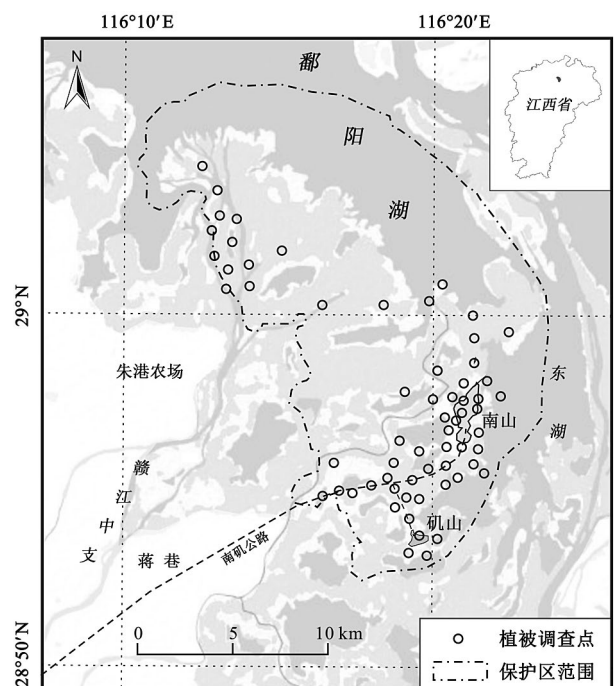 116°10′E
116°20′E
N
鄱
阳
湖
江西省
29°N
朱港农场
东
湖
南山
赣
江
中
支
矶山
蒋巷
南矶公路
0 5 10 km
28°50′N
植被调查点
保护区范围